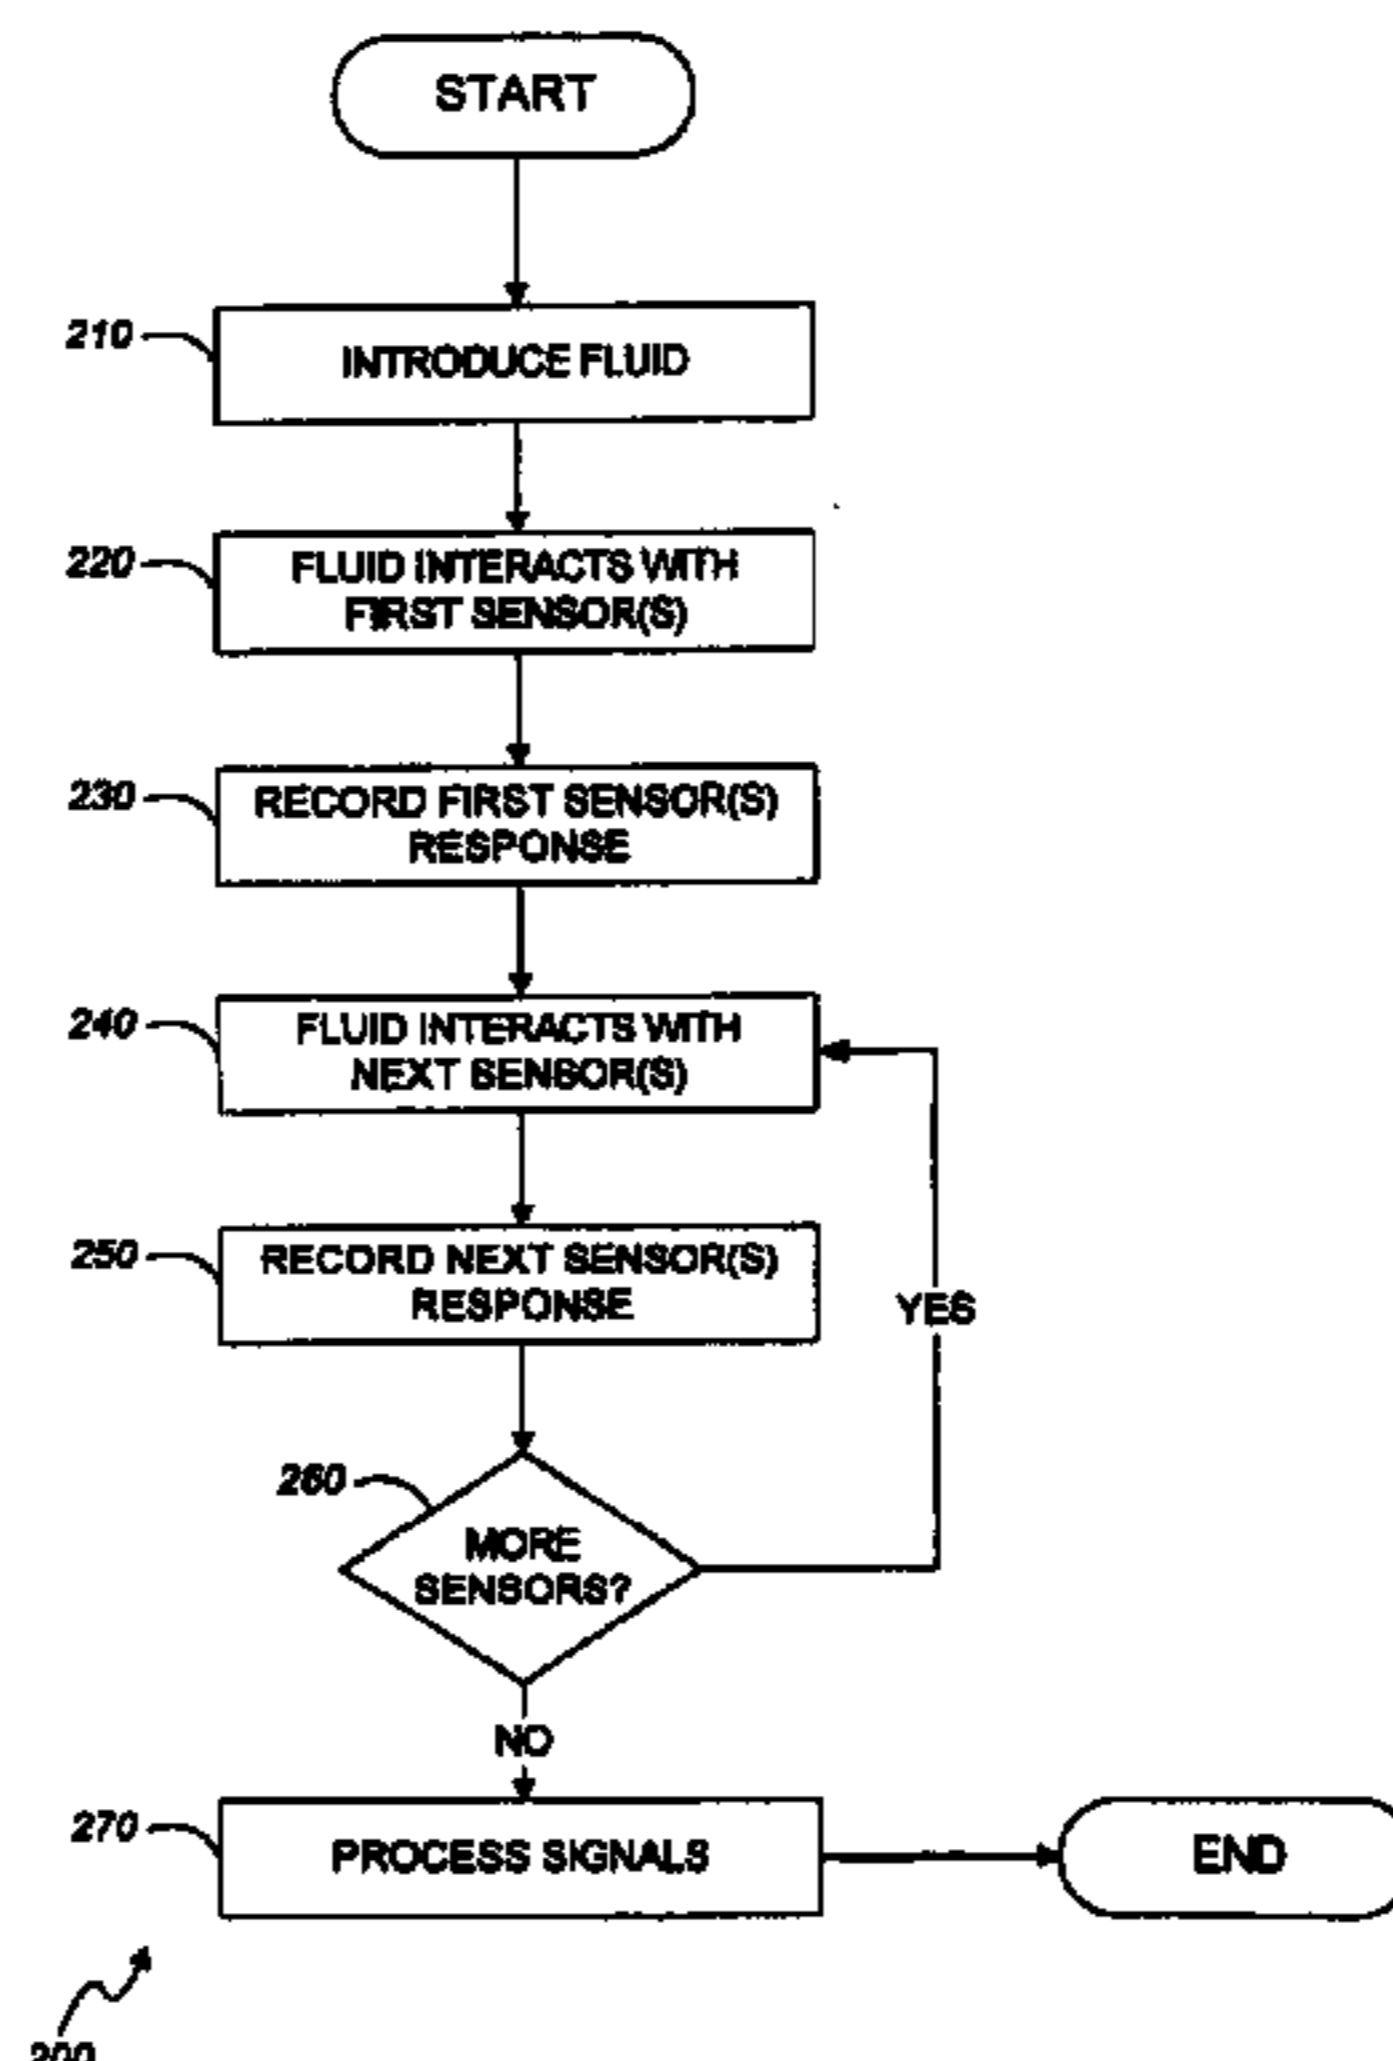 START
210
INTRODUCE FLUID
220
FLUID INTERACTS WITH
FIRST SENSOR(S)
230
RECORD FIRST SENSOR(S)
RESPONSE
240
FLUID INTERACTS WITH
NEXT SENSOR(S)
250
RECORD NEXT SENSOR(S)
RESPONSE
YES
260
MORE
SENSORS?
NO
270
PROCESS SIGNALS
END
200